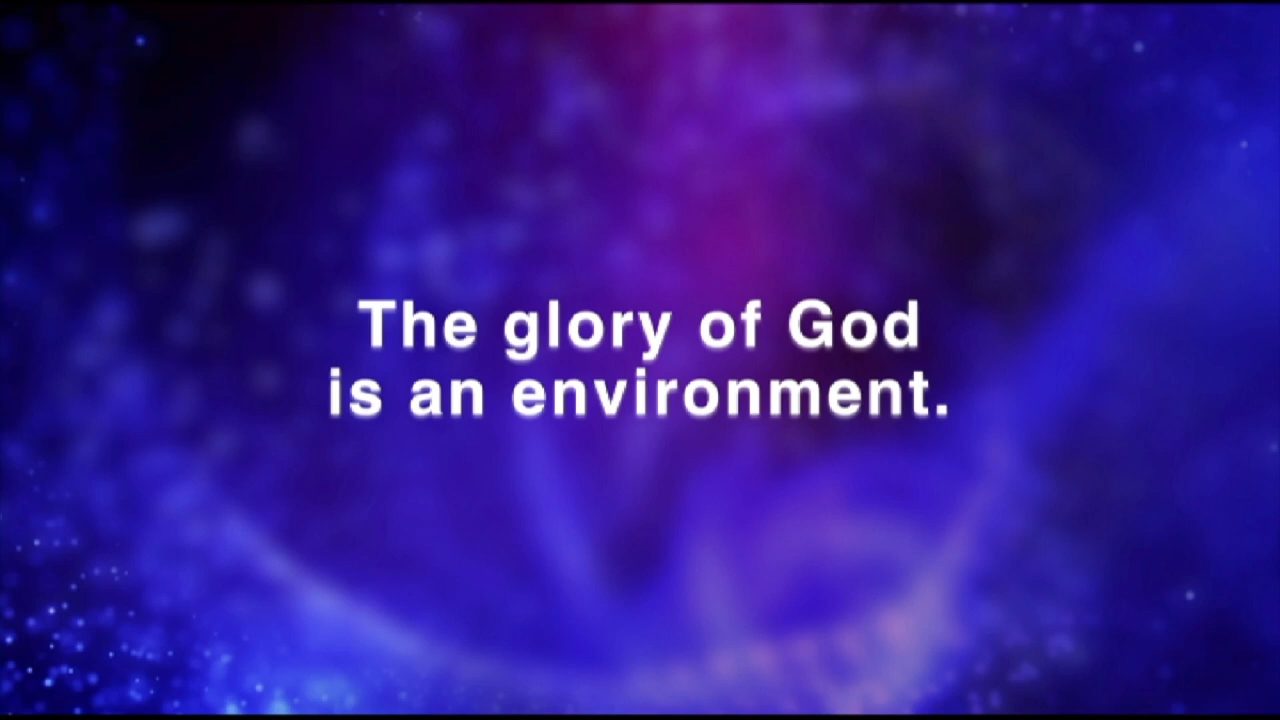 The glory of God
is an environment.